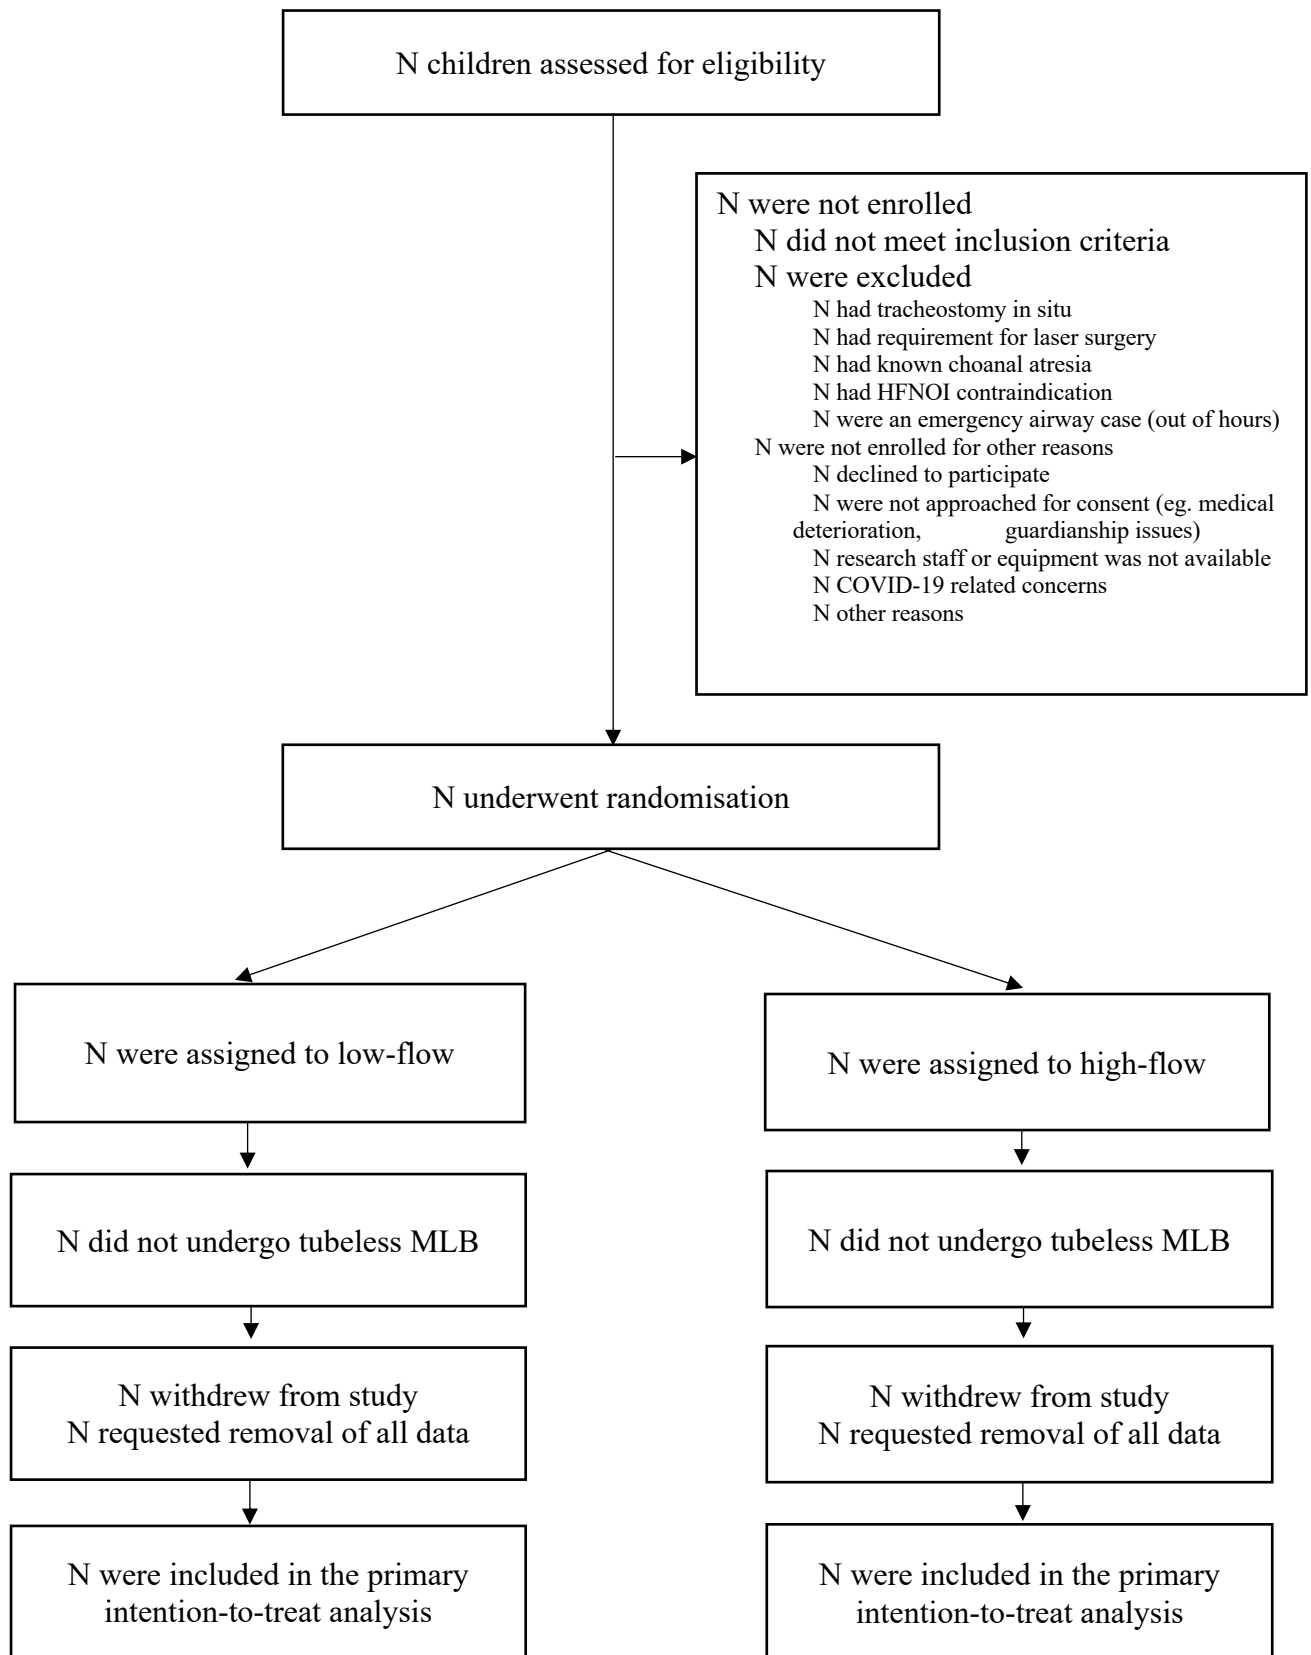 N children assessed for eligibility
N were not enrolled
N did not meet inclusion criteria
N were excluded
N had tracheostomy in situ
N had requirement for laser surgery
N had known choanal atresia
N had HFNOI contraindication
N were an emergency airway case (out of hours)
N were not enrolled for other reasons
N declined to participate
N were not approached for consent (eg. medical
deterioration, guardianship issues)
N research staff or equipment was not available
N COVID-19 related concerns
N other reasons
N underwent randomisation
N were assigned to low-flow
N were assigned to high-flow
N did not undergo tubeless MLB
N did not undergo tubeless MLB
N withdrew from study
N requested removal of all data
N withdrew from study
N requested removal of all data
N were included in the primary
intention-to-treat analysis
N were included in the primary
intention-to-treat analysis